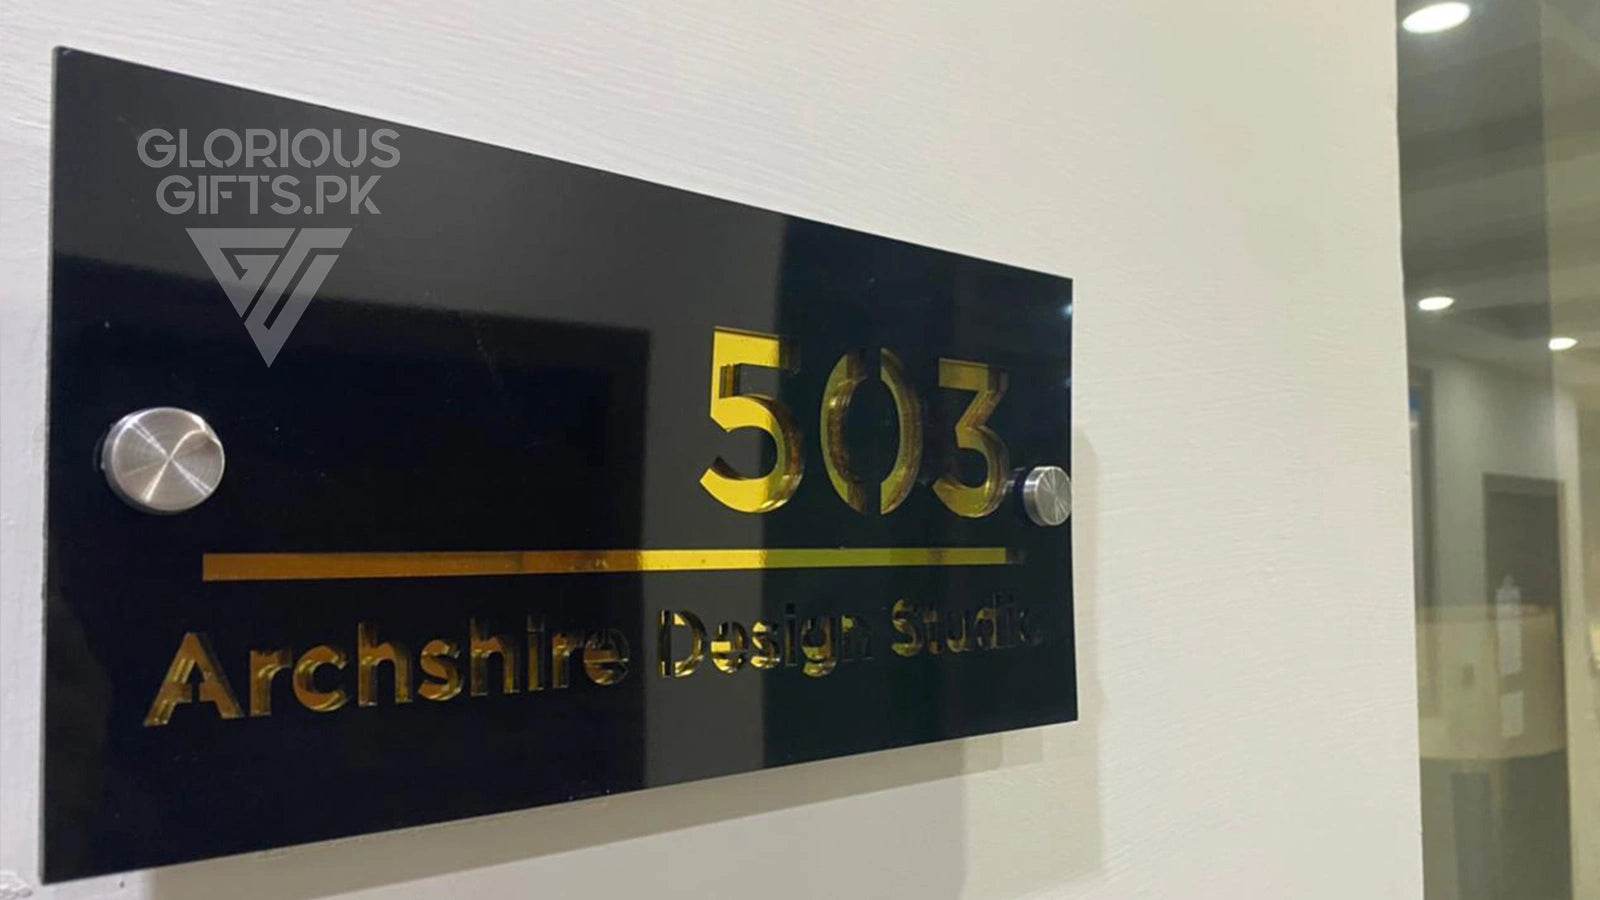 GLORIOUS
GIFTS.PK
503
Archshire Design Studio